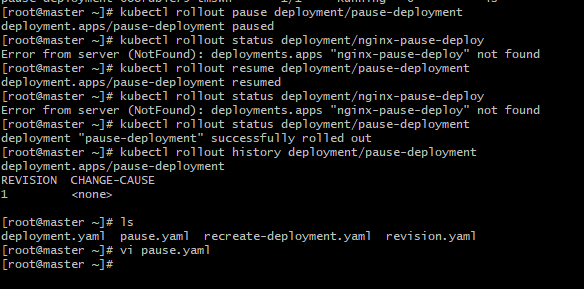 [root@master ~]# kubectl rollout pause deployment/pause-deployment
deployment.apps/pause-deployment paused
[root@master ~]# kubectl rollout status deployment/nginx-pause-deploy
Error from server (NotFound): deployments.apps "nginx-pause-deploy" not found
[root@master ~]# kubectl rollout resume deployment/pause-deployment
deployment.apps/pause-deployment resumed
[root@master ~]# kubectl rollout status deployment/nginx-pause-deploy
Error from server (NotFound): deployments.apps "nginx-pause-deploy" not found
[root@master ~]# kubectl rollout status deployment/pause-deployment
deployment "pause-deployment" successfully rolled out
[root@master ~]# kubectl rollout history deployment/pause-deployment
deployment.apps/pause-deployment
REVISION  CHANGE-CAUSE
1         <none>
[root@master ~]# ls
deployment.yaml  pause.yaml  recreate-deployment.yaml  revision.yaml
[root@master ~]# vi pause.yaml
[root@master ~]#